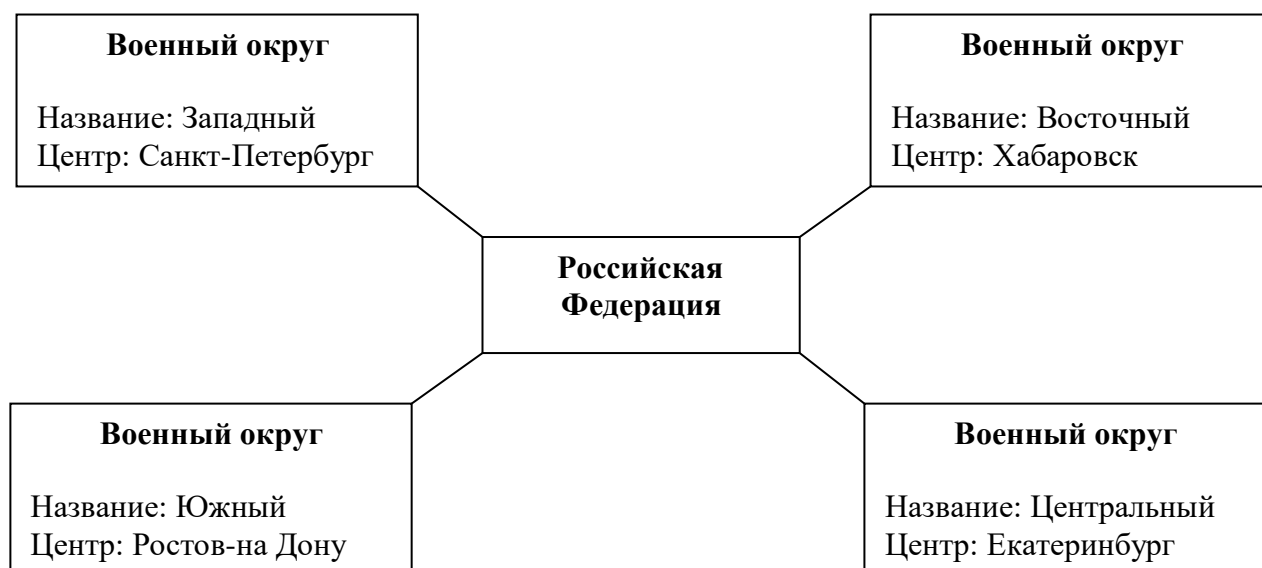 Военный округ
Название: Западный
Центр: Санкт-Петербург
Военный округ
Название: Восточный
Центр: Хабаровск
Российская
Федерация
Военный округ
Название: Южный
Центр: Ростов-на Дону
Военный округ
Название: Центральный
Центр: Екатеринбург